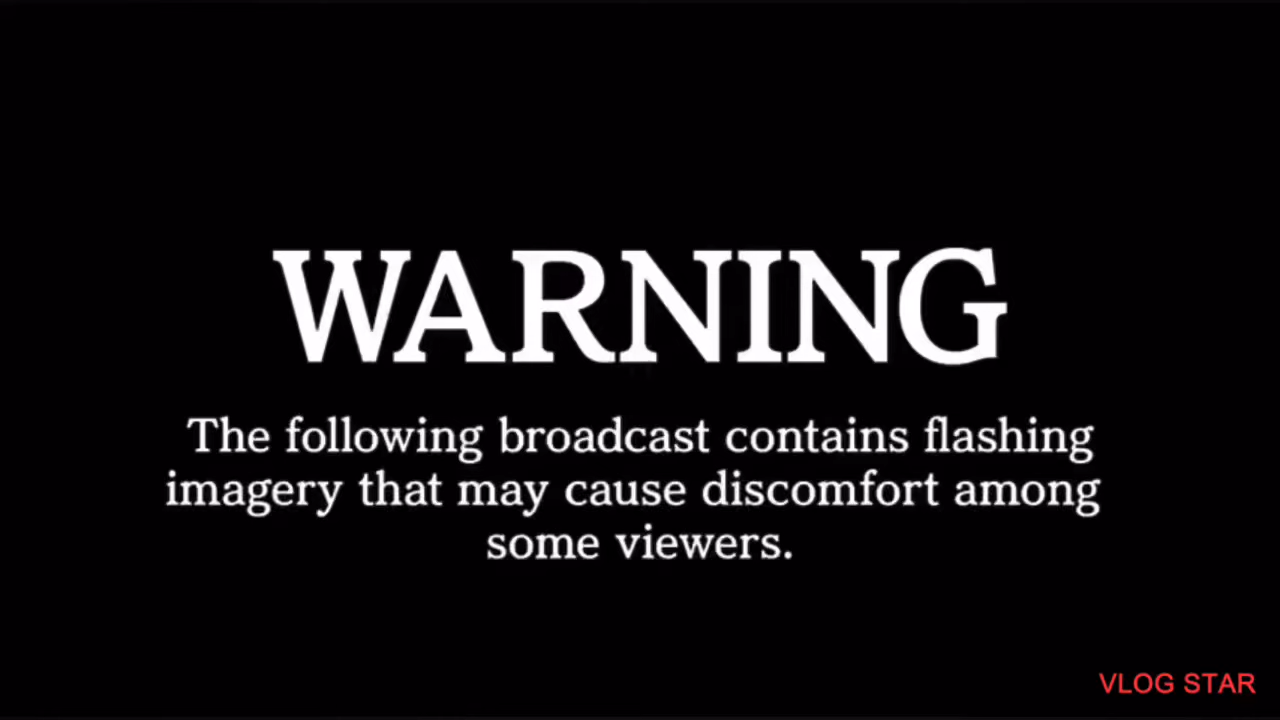 WARNING
The following broadcast contains flashing
imagery that may cause discomfort among
some viewers.
VLOG STAR